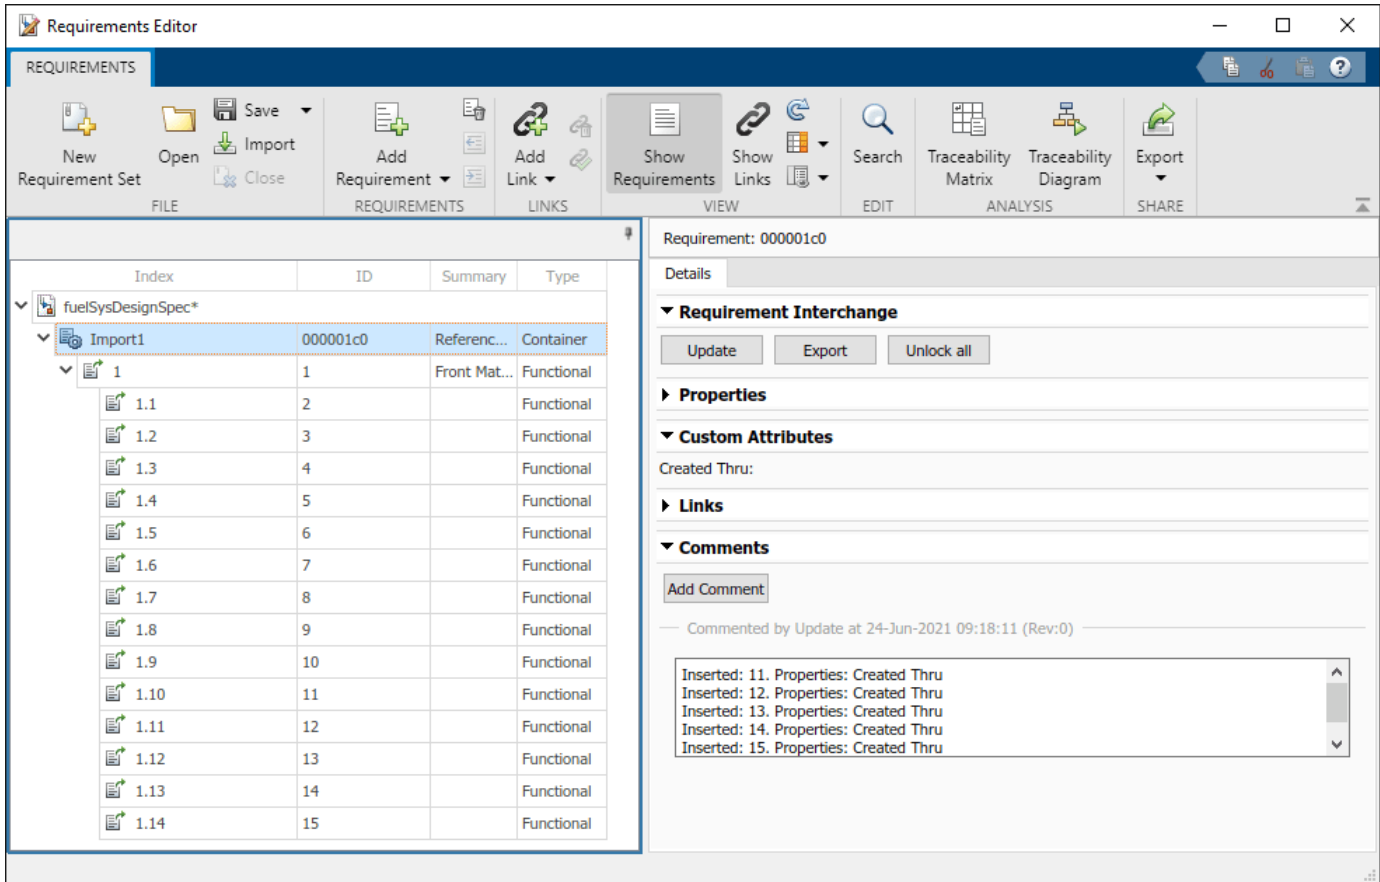 Requirements Editor
REQUIREMENTS
New
Requirement Set
Open
Save
Import
Close
FILE
Add
Requirement
REQUIREMENTS
Add
Link
LINKS
Show
Requirements
Show
Links
VIEW
Search
EDIT
Traceability
Matrix
Traceability
Diagram
ANALYSIS
Export
SHARE
Index ID Summary Type
fuelSysDesignSpec*
Import1 000001c0 Referenc... Container
1 1 Front Mat... Functional
1.1 2 Functional
1.2 3 Functional
1.3 4 Functional
1.4 5 Functional
1.5 6 Functional
1.6 7 Functional
1.7 8 Functional
1.8 9 Functional
1.9 10 Functional
1.10 11 Functional
1.11 12 Functional
1.12 13 Functional
1.13 14 Functional
1.14 15 Functional
Requirement: 000001c0
Details
Requirement Interchange
Update Export Unlock all
Properties
Custom Attributes
Created Thru:
Links
Comments
Add Comment
Commented by Update at 24-Jun-2021 09:18:11 (Rev:0)
Inserted: 11. Properties: Created Thru
Inserted: 12. Properties: Created Thru
Inserted: 13. Properties: Created Thru
Inserted: 14. Properties: Created Thru
Inserted: 15. Properties: Created Thru